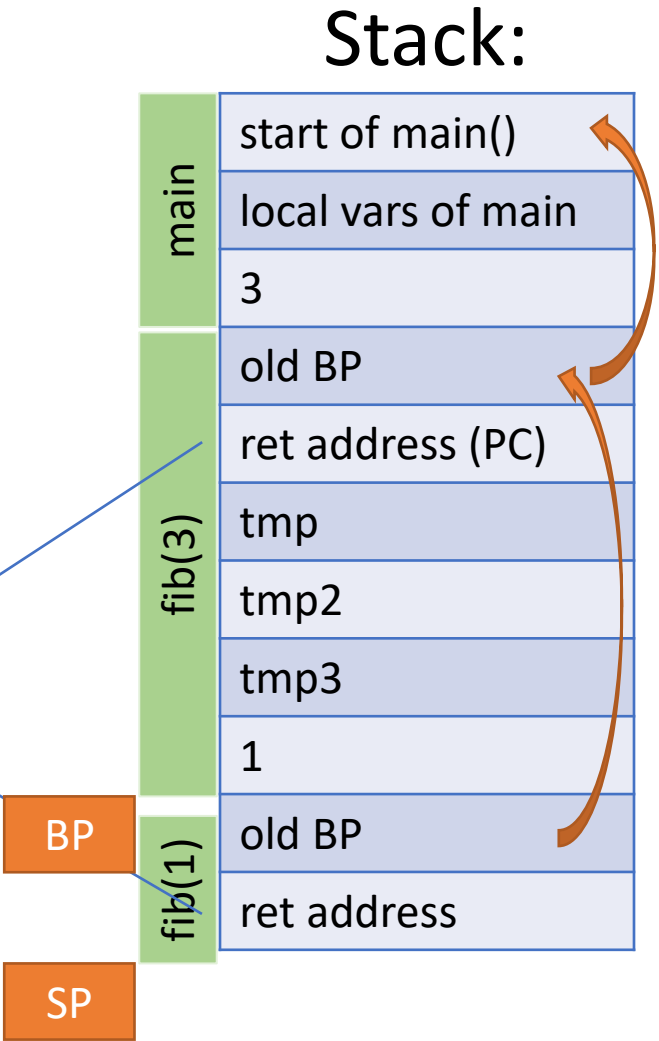 Stack:
main
start of main()
local vars of main
3
fib(3)
old BP
ret address (PC)
tmp
tmp2
tmp3
1
BP
fib(1)
old BP
ret address
SP